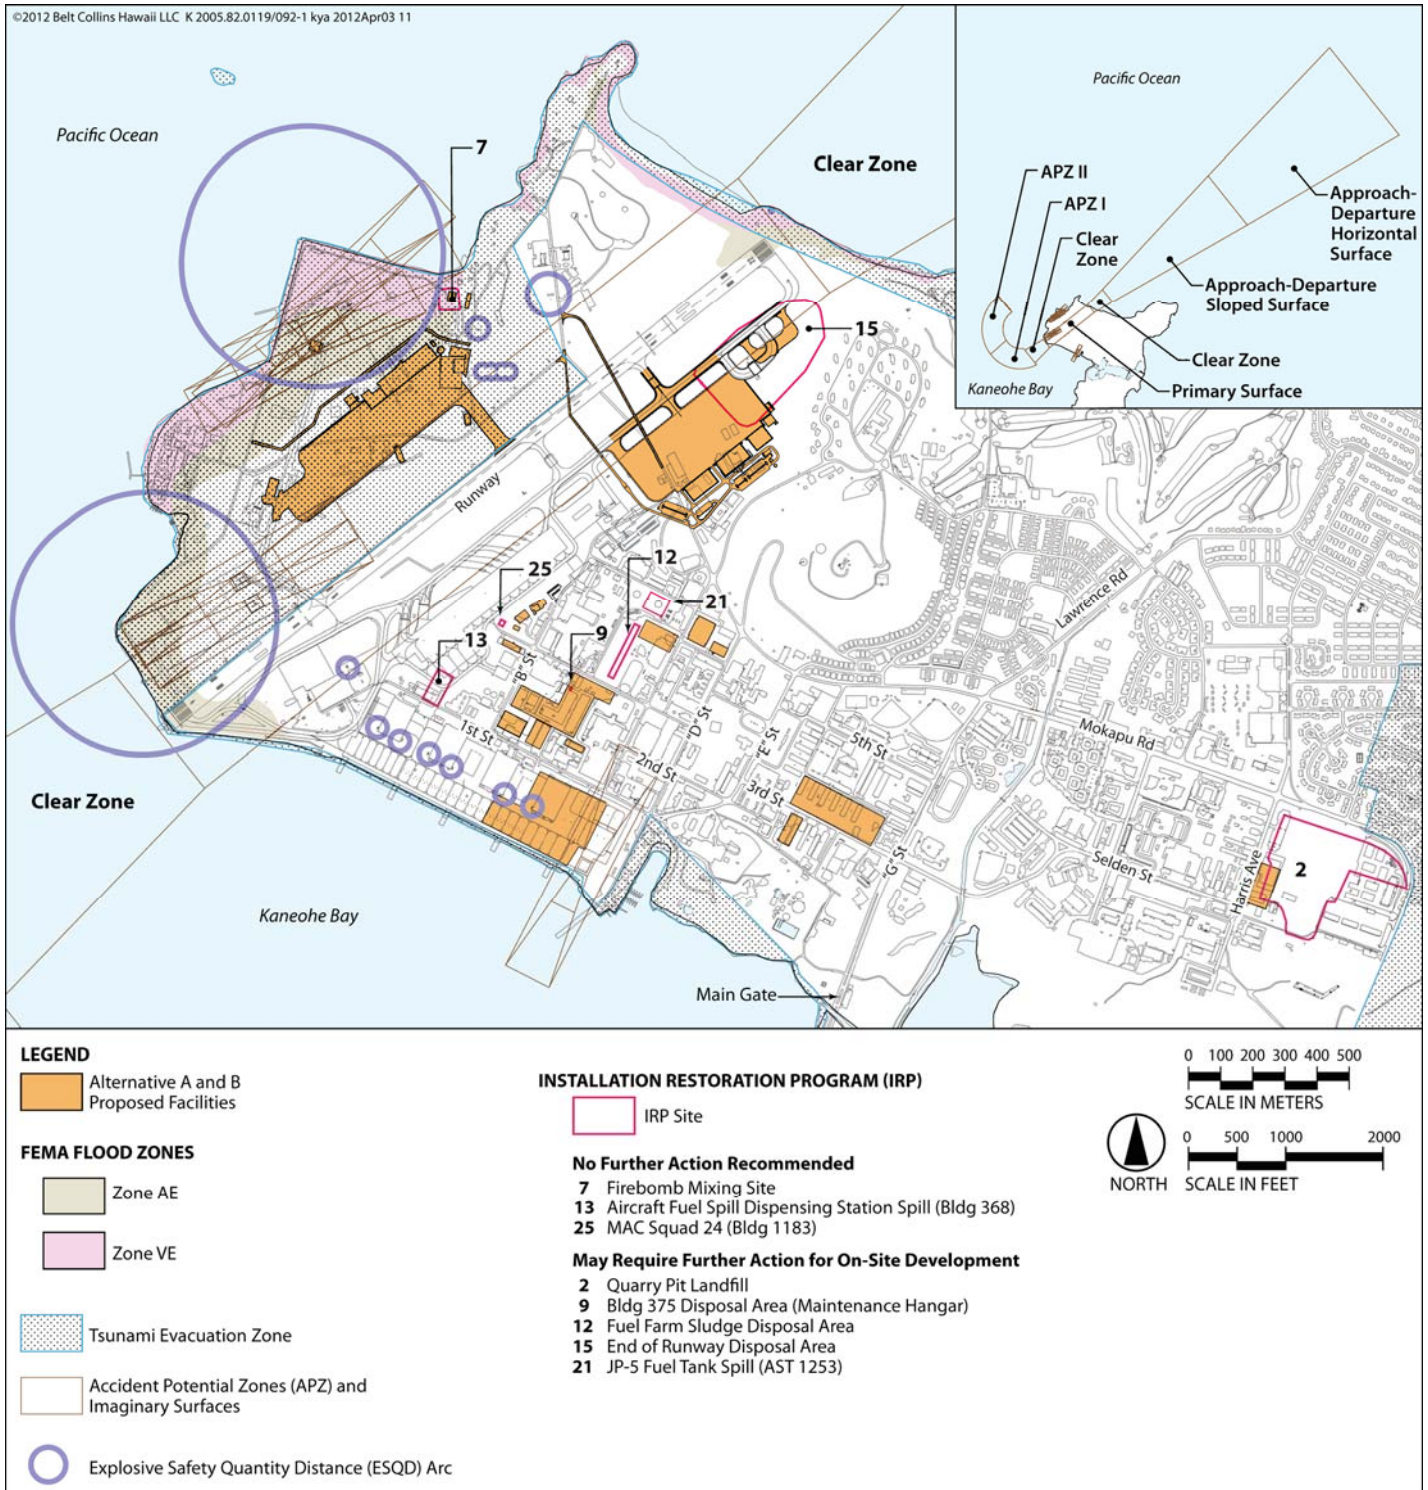 ©2012 Belt Collins Hawaii LLC K 2005.82.0119/092-1 kya 2012Apr03 11
Pacific Ocean
7
Clear Zone
15
Runway
25
12
21
13
9
"B" St
1st St
2nd St
"D" St
"E" St
3rd St
5th St
"G" St
Lawrence Rd
Mokapu Rd
Selden St
Harris Ave
2
Clear Zone
Kaneohe Bay
Main Gate
Pacific Ocean
APZ II
APZ I
Clear
Zone
Approach-
Departure
Horizontal
Surface
Approach-Departure
Sloped Surface
Clear Zone
Primary Surface
Kaneohe Bay
LEGEND
Alternative A and B
Proposed Facilities
FEMA FLOOD ZONES
Zone AE
Zone VE
Tsunami Evacuation Zone
Accident Potential Zones (APZ) and
Imaginary Surfaces
Explosive Safety Quantity Distance (ESQD) Arc
INSTALLATION RESTORATION PROGRAM (IRP)
IRP Site
No Further Action Recommended
7 Firebomb Mixing Site
13 Aircraft Fuel Spill Dispensing Station Spill (Bldg 368)
25 MAC Squad 24 (Bldg 1183)
May Require Further Action for On-Site Development
2 Quarry Pit Landfill
9 Bldg 375 Disposal Area (Maintenance Hangar)
12 Fuel Farm Sludge Disposal Area
15 End of Runway Disposal Area
21 JP-5 Fuel Tank Spill (AST 1253)
0 100 200 300 400 500
SCALE IN METERS
0 500 1000 2000
NORTH SCALE IN FEET